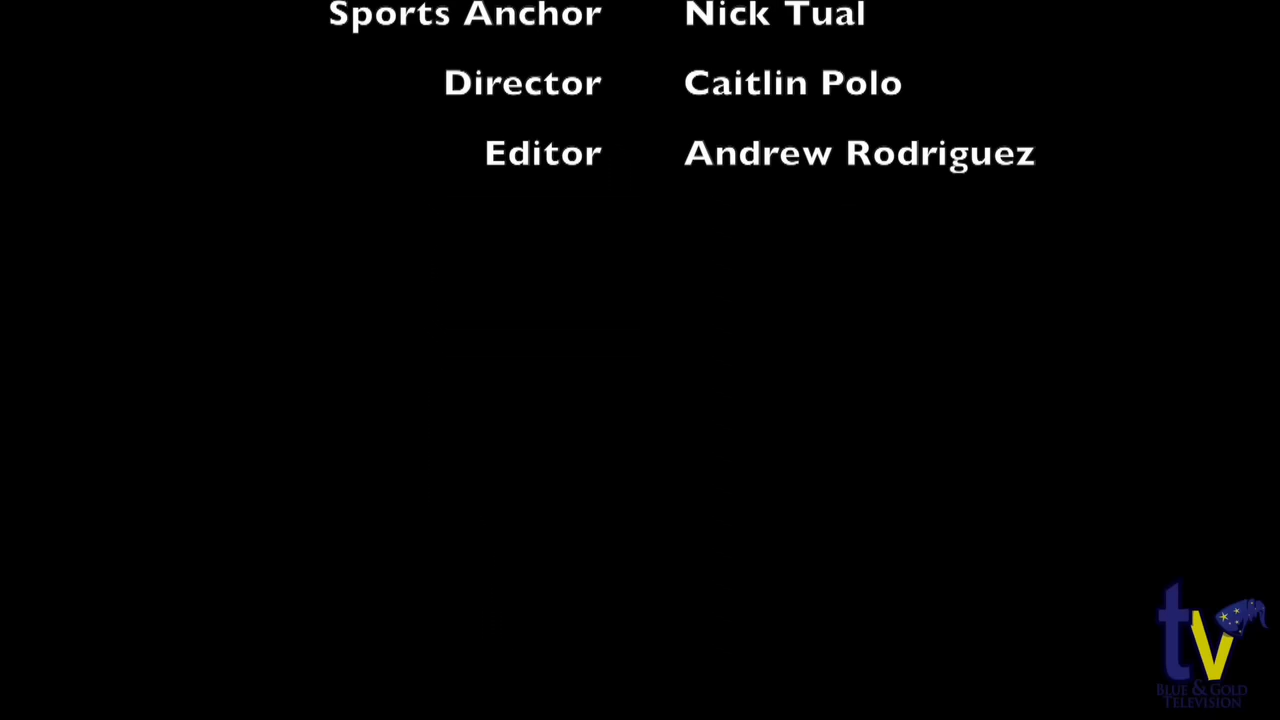 Sports Anchor Nick Tual
Director Caitlin Polo
Editor Andrew Rodriguez
tv
BLUE & GOLD
TELEVISION